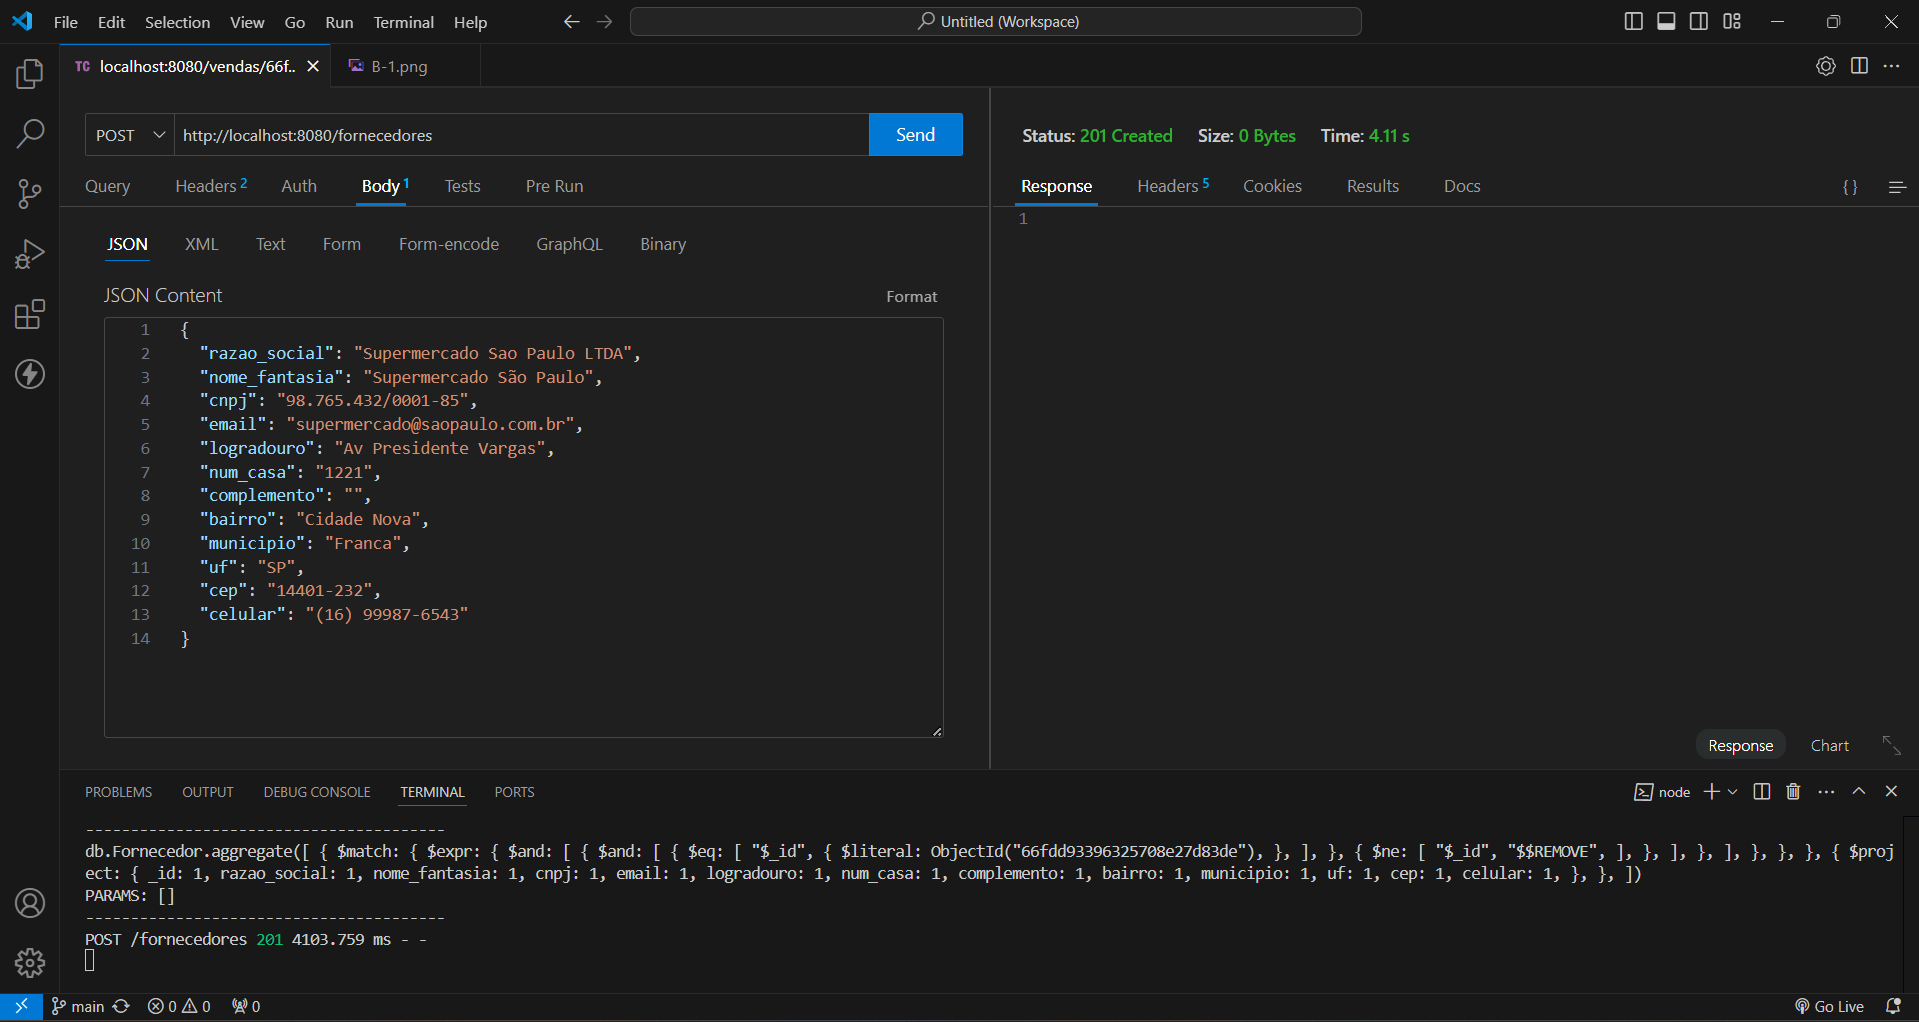 File Edit Selection View Go Run Terminal Help Untitled (Workspace)
TC localhost:8080/vendas/66f.. B-1.png
POST http://localhost:8080/fornecedores Send
Status: 201 Created Size: 0 Bytes Time: 4.11 s
Query Headers 2 Auth Body 1 Tests Pre Run
Response Headers 5 Cookies Results Docs { }
1
JSON XML Text Form Form-encode GraphQL Binary
JSON Content Format
1 {
2 "razao_social": "Supermercado Sao Paulo LTDA",
3 "nome_fantasia": "Supermercado São Paulo",
4 "cnpj": "98.765.432/0001-85",
5 "email": "supermercado@saopaulo.com.br",
6 "logradouro": "Av Presidente Vargas",
7 "num_casa": "1221",
8 "complemento": "",
9 "bairro": "Cidade Nova",
10 "municipio": "Franca",
11 "uf": "SP",
12 "cep": "14401-232",
13 "celular": "(16) 99987-6543"
14 }
Response Chart
PROBLEMS OUTPUT DEBUG CONSOLE TERMINAL PORTS node
----------------------------------------
db.Fornecedor.aggregate([ { $match: { $expr: { $and: [ { $and: [ { $eq: [ "$_id", { $literal: ObjectId("66fdd93396325708e27d83de"), }, ], }, { $ne: [ "$_id", "$$REMOVE", ], }, ], }, ], }, }, }, { $proj
ect: { _id: 1, razao_social: 1, nome_fantasia: 1, cnpj: 1, email: 1, logradouro: 1, num_casa: 1, complemento: 1, bairro: 1, municipio: 1, uf: 1, cep: 1, celular: 1, }, }, ])
PARAMS: []
----------------------------------------
POST /fornecedores 201 4103.759 ms - -
main 0 0 0 Go Live